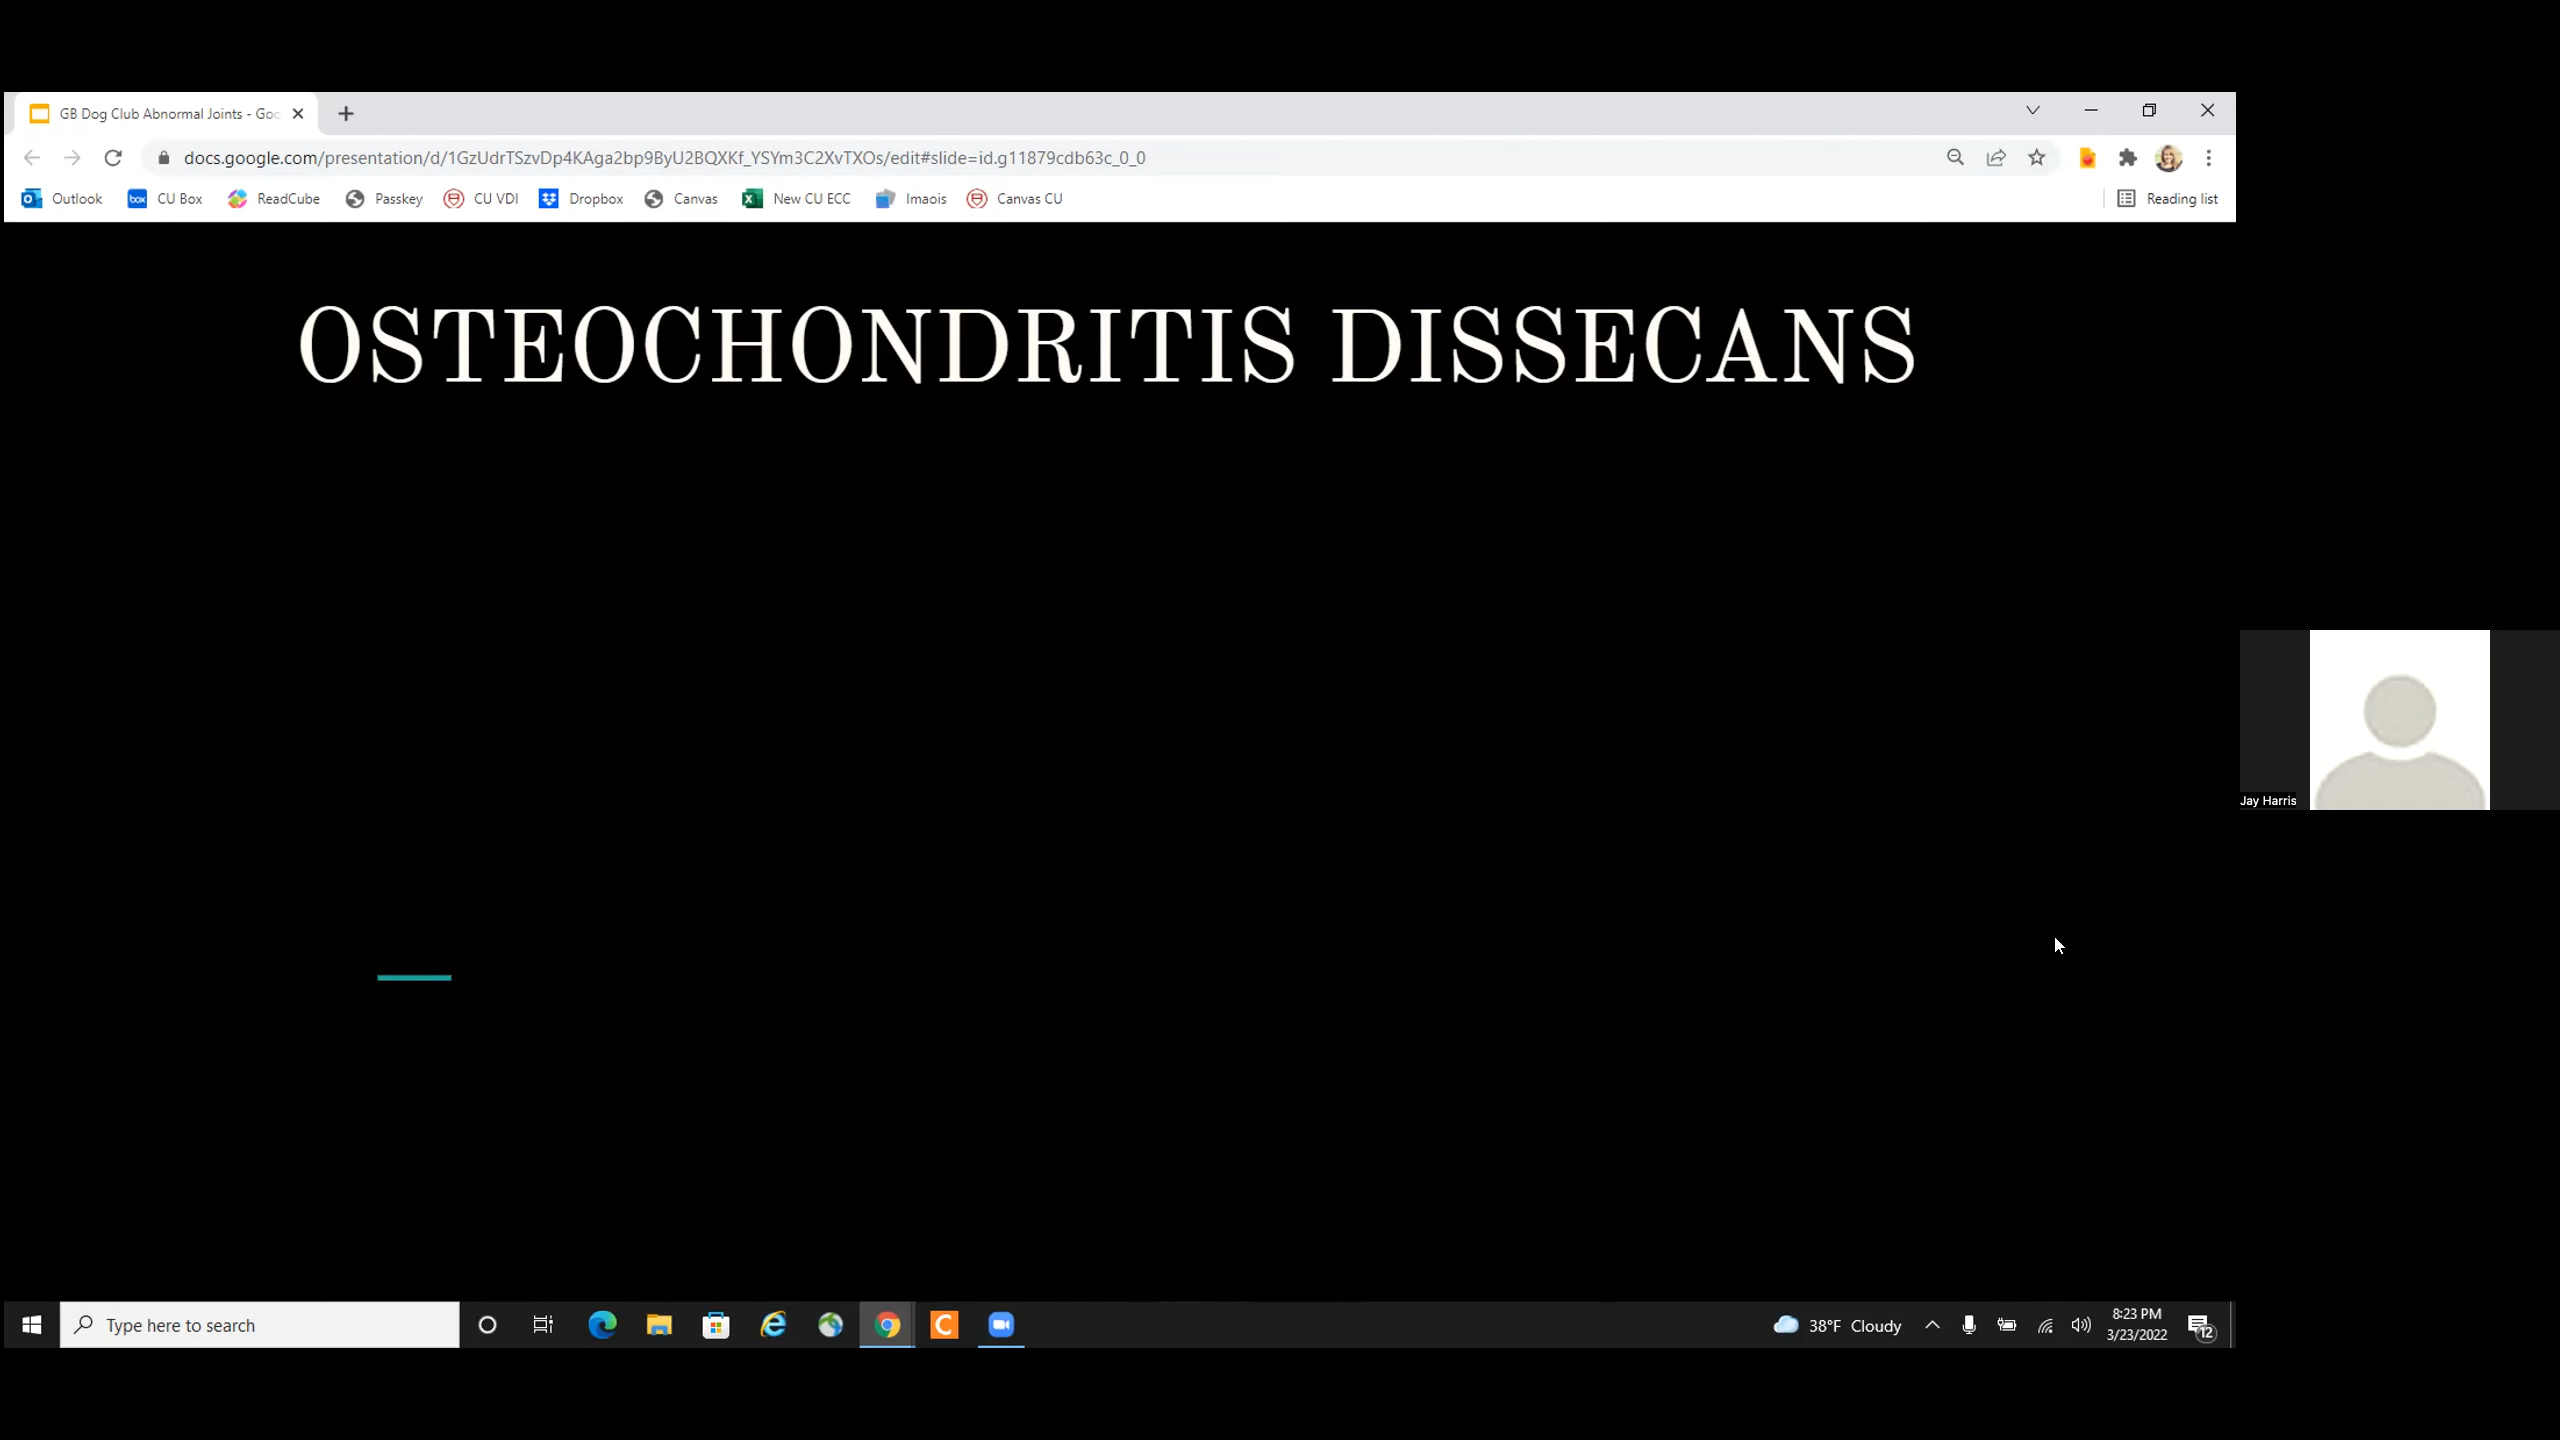 GB Dog Club Abnormal Joints - Goo
docs.google.com/presentation/d/1GzUdrTSzvDp4KAga2bp9ByU2BQXKf_YSYm3C2XvTXOs/edit#slide=id.g11879cdb63c_0_0
Outlook box CU Box ReadCube Passkey CU VDI Dropbox Canvas New CU ECC Imaois Canvas CU Reading list
OSTEOCHONDRITIS DISSECANS
Jay Harris
Type here to search
38°F Cloudy
8:23 PM
3/23/2022
12